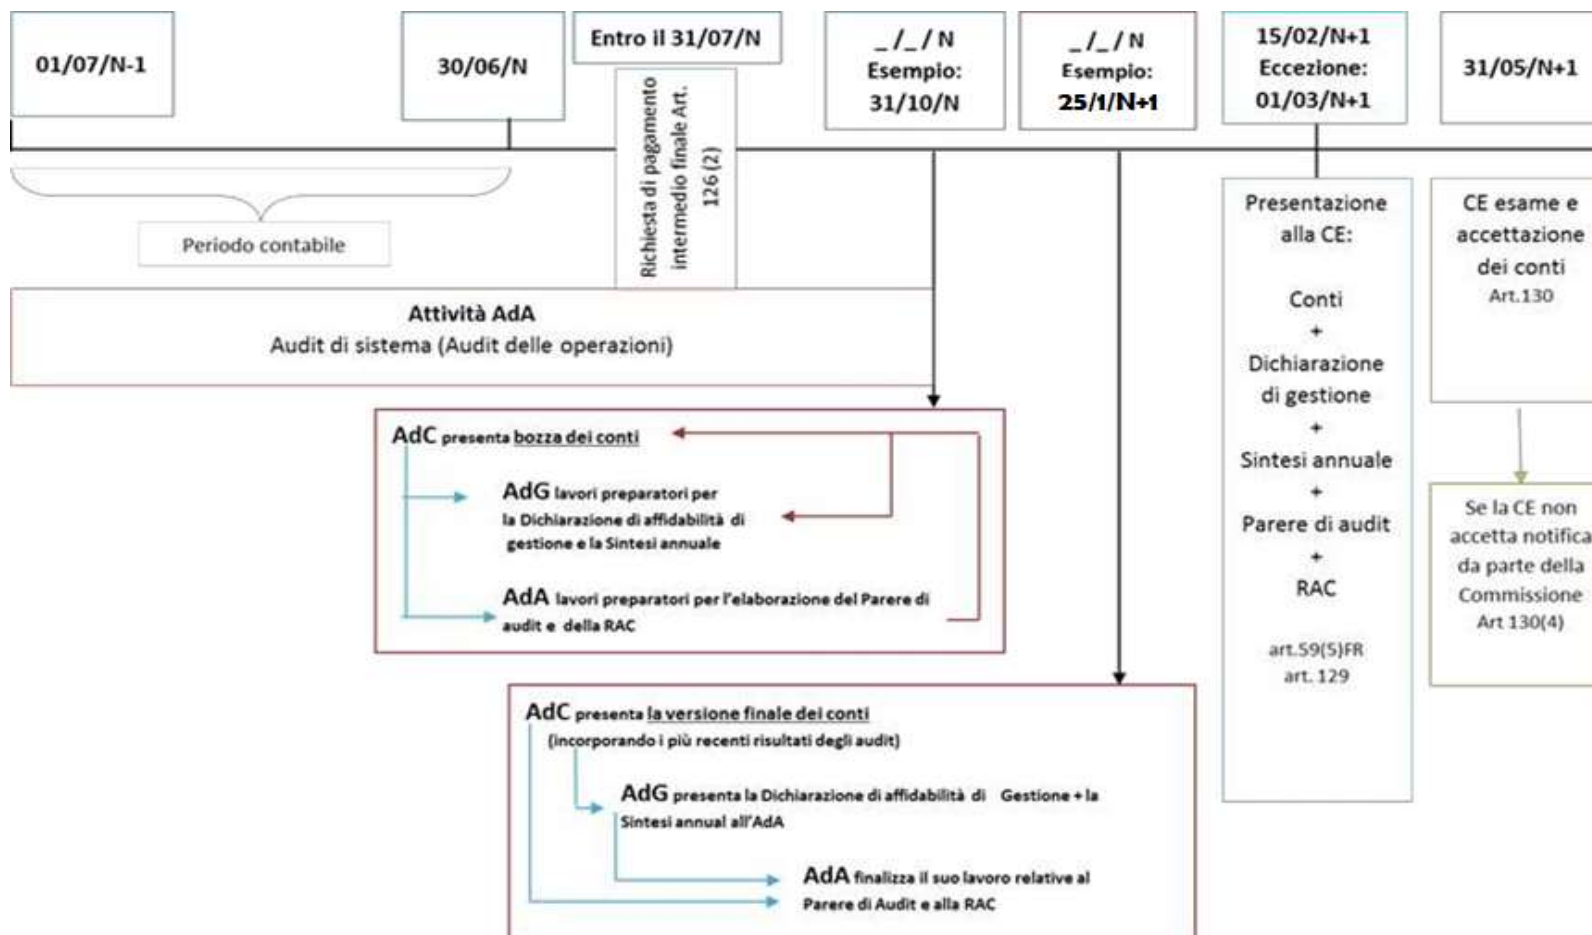 01/07/N-1
30/06/N
Entro il 31/07/N
_ /_ / N
Esempio:
31/10/N
_ /_ / N
Esempio:
25/1/N+1
15/02/N+1
Eccezione:
01/03/N+1
31/05/N+1
Richiesta di pagamento
intermedio finale Art.
126 (2)
Periodo contabile
Attività AdA
Audit di sistema (Audit delle operazioni)
AdC presenta bozza dei conti
AdG lavori preparatori per
la Dichiarazione di affidabilità di
gestione e la Sintesi annuale
AdA lavori preparatori per l'elaborazione del Parere di
audit e della RAC
AdC presenta la versione finale dei conti
(incorporando i più recenti risultati degli audit)
AdG presenta la Dichiarazione di affidabilità di Gestione + la
Sintesi annual all'AdA
AdA finalizza il suo lavoro relative al
Parere di Audit e alla RAC
Presentazione
alla CE:
Conti
+
Dichiarazione
di gestione
+
Sintesi annuale
+
Parere di audit
+
RAC
art.59(5)FR
art. 129
CE esame e
accettazione
dei conti
Art.130
Se la CE non
accetta notifica
da parte della
Commissione
Art 130(4)